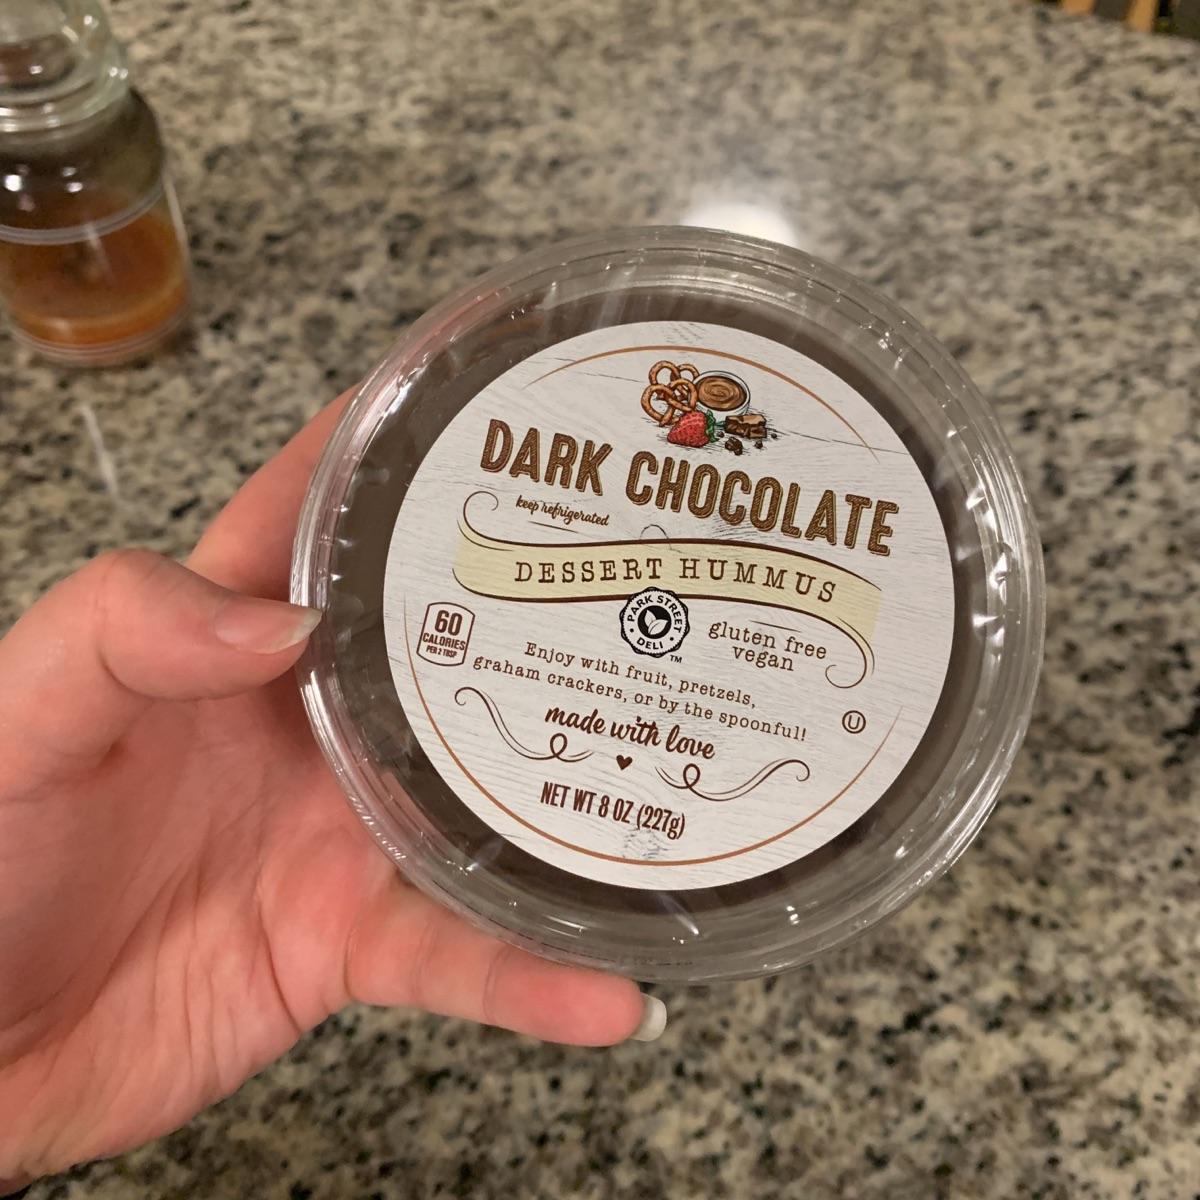 DARK CHOCOLATE
keep refrigerated
DESSERT HUMMUS
PARK STREET
DELI
TM
60
CALORIES
PER 2 TBSP
gluten free
vegan
Enjoy with fruit, pretzels,
graham crackers, or by the spoonful!
U
made with love
NET WT 8 OZ (227g)